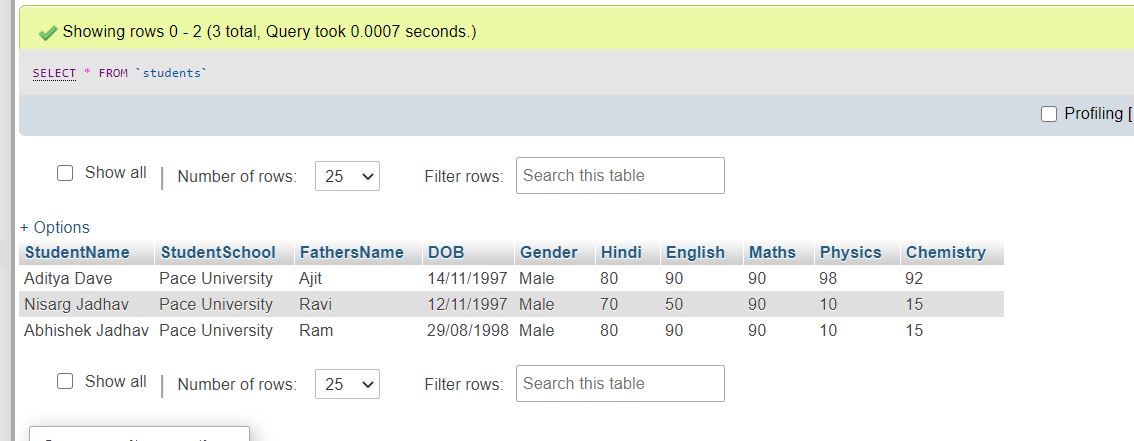 Showing rows 0 - 2 (3 total, Query took 0.0007 seconds.)
SELECT * FROM `students`
Profiling [
Show all | Number of rows: 25 Filter rows: Search this table
+ Options
StudentName StudentSchool FathersName DOB Gender Hindi English Maths Physics Chemistry
Aditya Dave Pace University Ajit 14/11/1997 Male 80 90 90 98 92
Nisarg Jadhav Pace University Ravi 12/11/1997 Male 70 50 90 10 15
Abhishek Jadhav Pace University Ram 29/08/1998 Male 80 90 90 10 15
Show all | Number of rows: 25 Filter rows: Search this table